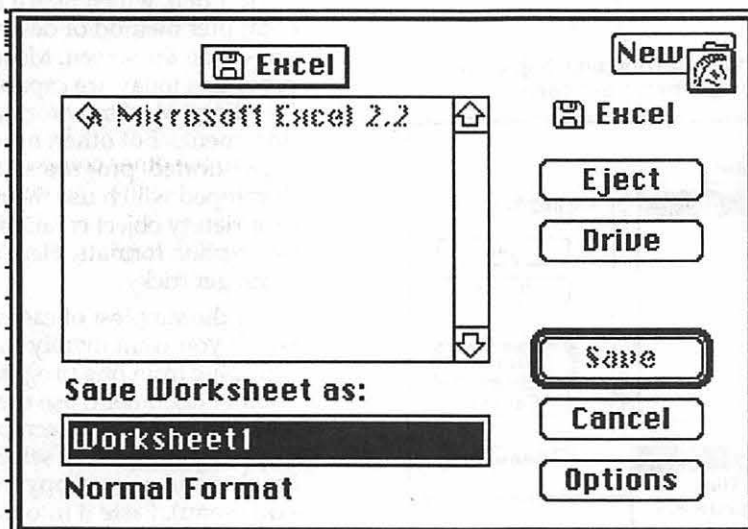 Excel
New
Microsoft Excel 2.2
Excel
Eject
Drive
Save
Save Worksheet as:
Worksheet1
Cancel
Normal Format
Options